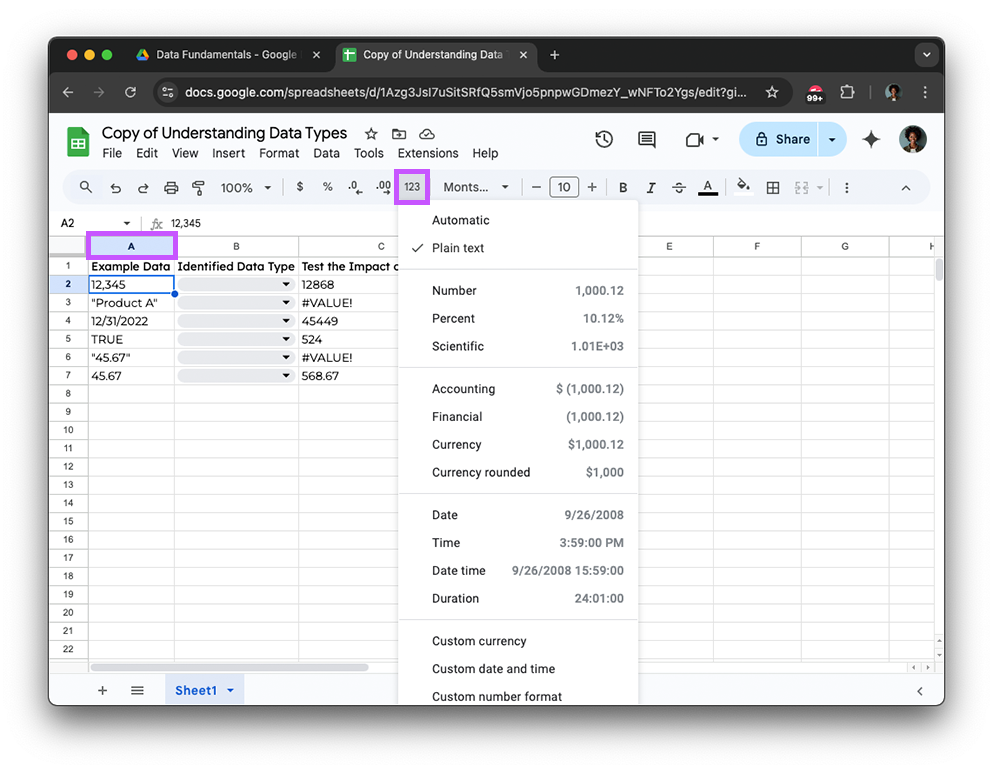 Data Fundamentals - Google
Copy of Understanding Data
docs.google.com/spreadsheets/d/1Azg3JsI7uSitSRfQ5smVjo5pnpwGDmezY_wNFTo2Ygs/edit?gi...
99+
Copy of Understanding Data Types
File Edit View Insert Format Data Tools Extensions Help
Share
100% $ % .0 .00 123 Monts... 10 B I A
A2 fx 12,345
A B C E F G H
1 Example Data Identified Data Type Test the Impact
2 12,345 12868
3 "Product A" #VALUE!
4 12/31/2022 45449
5 TRUE 524
6 "45.67" #VALUE!
7 45.67 568.67
8
9
10
11
12
13
14
15
16
17
18
19
20
21
22
Automatic
Plain text
Number 1,000.12
Percent 10.12%
Scientific 1.01E+03
Accounting $ (1,000.12)
Financial (1,000.12)
Currency $1,000.12
Currency rounded $1,000
Date 9/26/2008
Time 3:59:00 PM
Date time 9/26/2008 15:59:00
Duration 24:01:00
Custom currency
Custom date and time
Custom number format
Sheet1